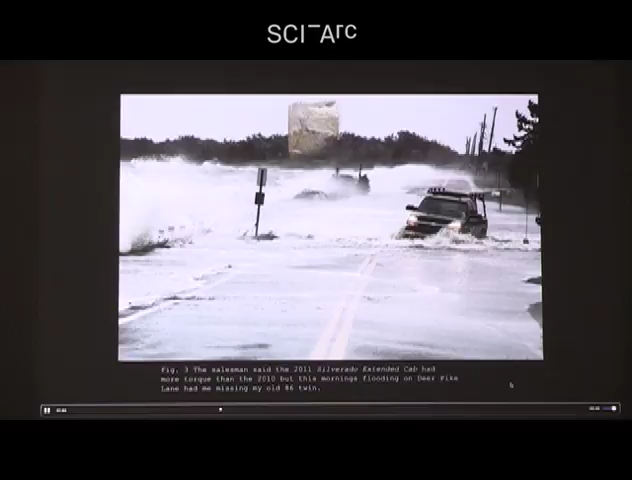 SCI-Arc
Fig. 3 The salesman said the 2011 Silverado Extended Cab had
more torque than the 2010 but this mornings flooding on Deer Pike
Lane had me missing my old 86 twin.